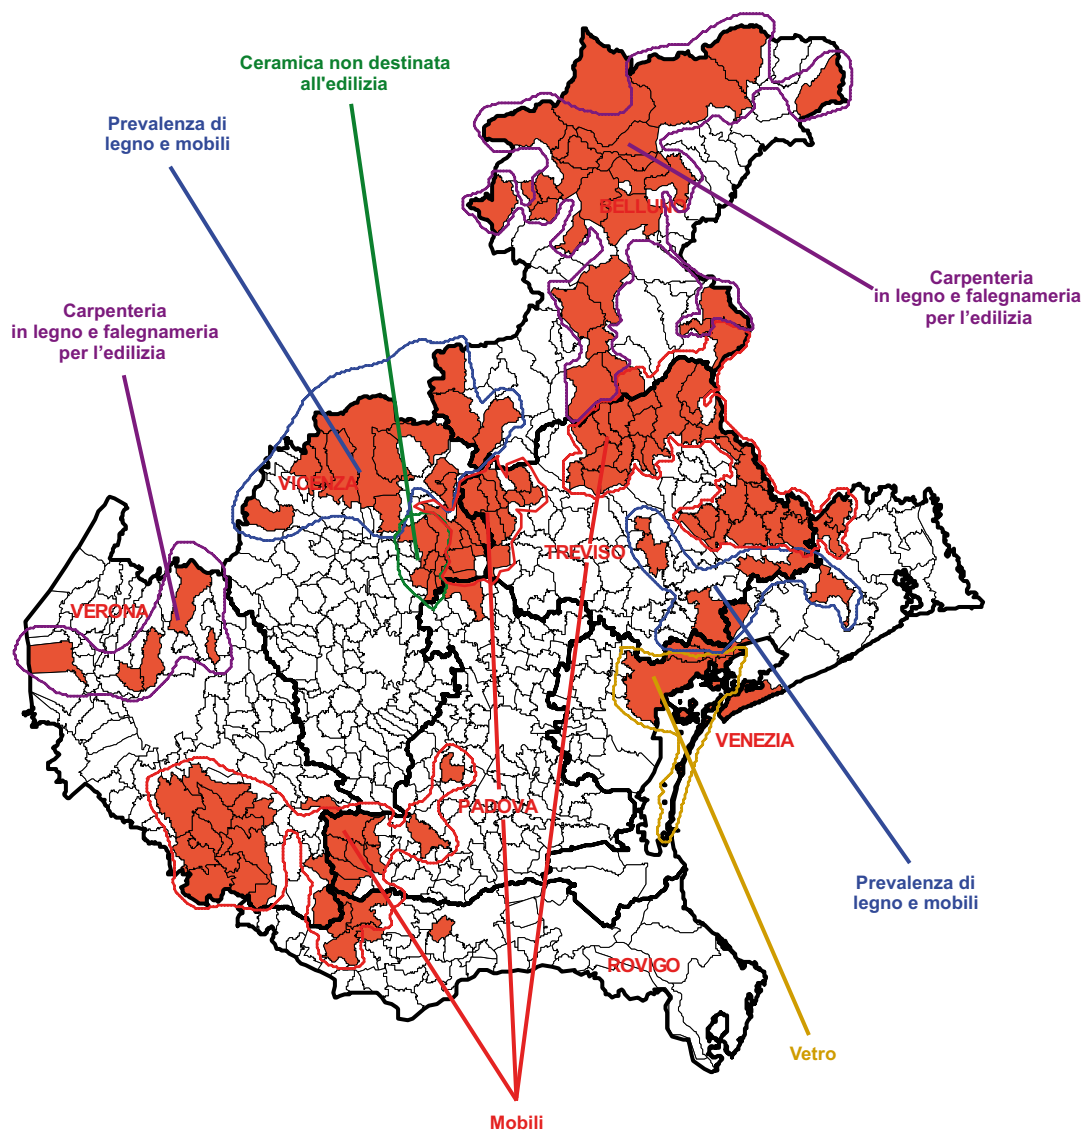 Ceramica non destinata
all'edilizia
Prevalenza di
legno e mobili
BELLUNO
Carpenteria
in legno e falegnameria
per l’edilizia
Carpenteria
in legno e falegnameria
per l’edilizia
VICENZA
TREVISO
VERONA
VENEZIA
PADOVA
Prevalenza di
legno e mobili
ROVIGO
Vetro
Mobili